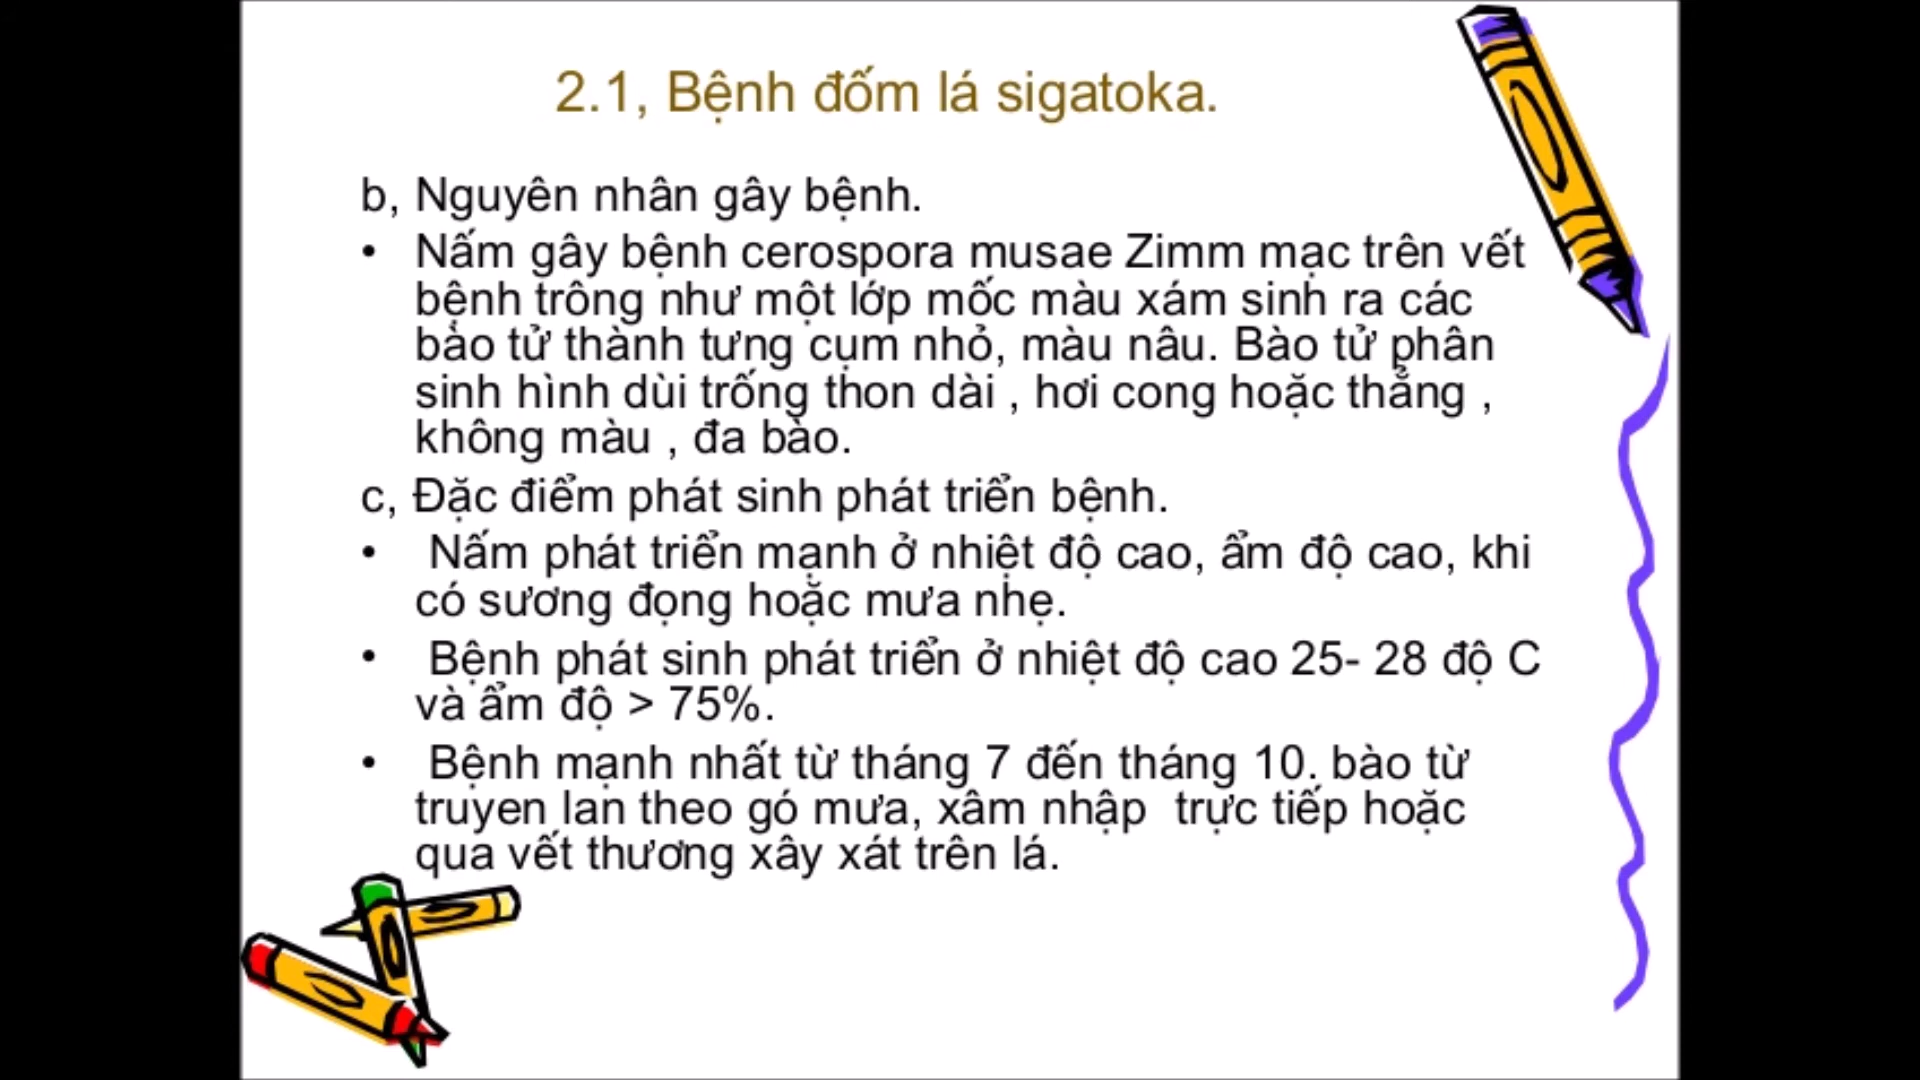 2.1, Bệnh đốm lá sigatoka.
b, Nguyên nhân gây bệnh.
• Nấm gây bệnh cerospora musae Zimm mạc trên vết
bệnh trông như một lớp mốc màu xám sinh ra các
bảo tử thành tưng cụm nhỏ, màu nâu. Bào tử phân
sinh hình dùi trống thon dài , hơi cong hoặc thẳng ,
không màu , đa bào.
c, Đặc điểm phát sinh phát triển bệnh.
• Nấm phát triển mạnh ở nhiệt độ cao, ẩm độ cao, khi
có sương đọng hoặc mưa nhẹ.
• Bệnh phát sinh phát triển ở nhiệt độ cao 25- 28 độ C
và ẩm độ > 75%.
• Bệnh mạnh nhất từ tháng 7 đến tháng 10. bào từ
truyen lan theo gó mưa, xâm nhập  trực tiếp hoặc
qua vết thương xây xát trên lá.